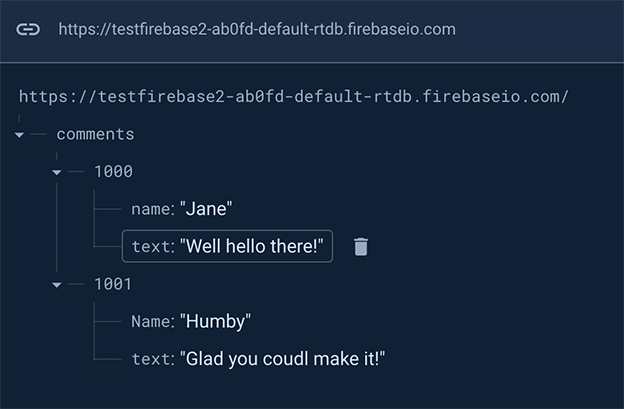 https://testfirebase2-ab0fd-default-rtdb.firebaseio.com
https://testfirebase2-ab0fd-default-rtdb.firebaseio.com/
comments
1000
name: "Jane"
text: "Well hello there!"
1001
Name: "Humby"
text: "Glad you coudl make it!"